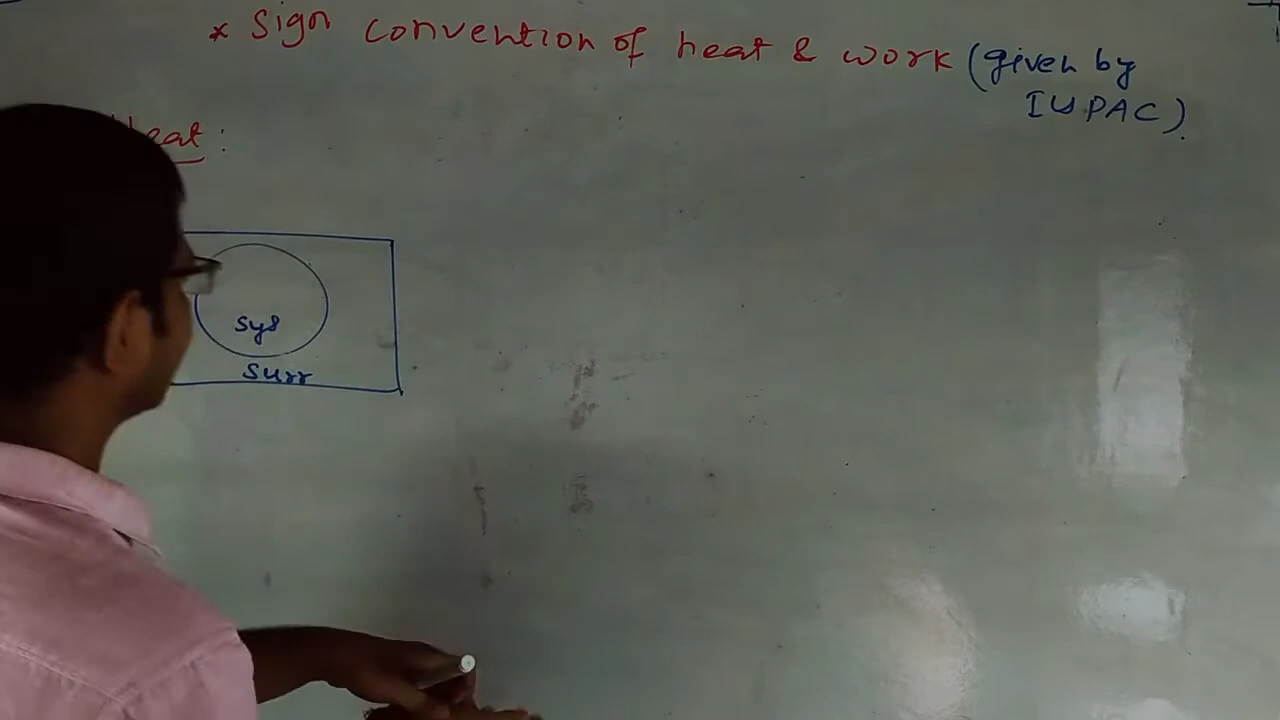 * Sign convention of heat & work (given by
IUPAC).
Heat :
sys
surr